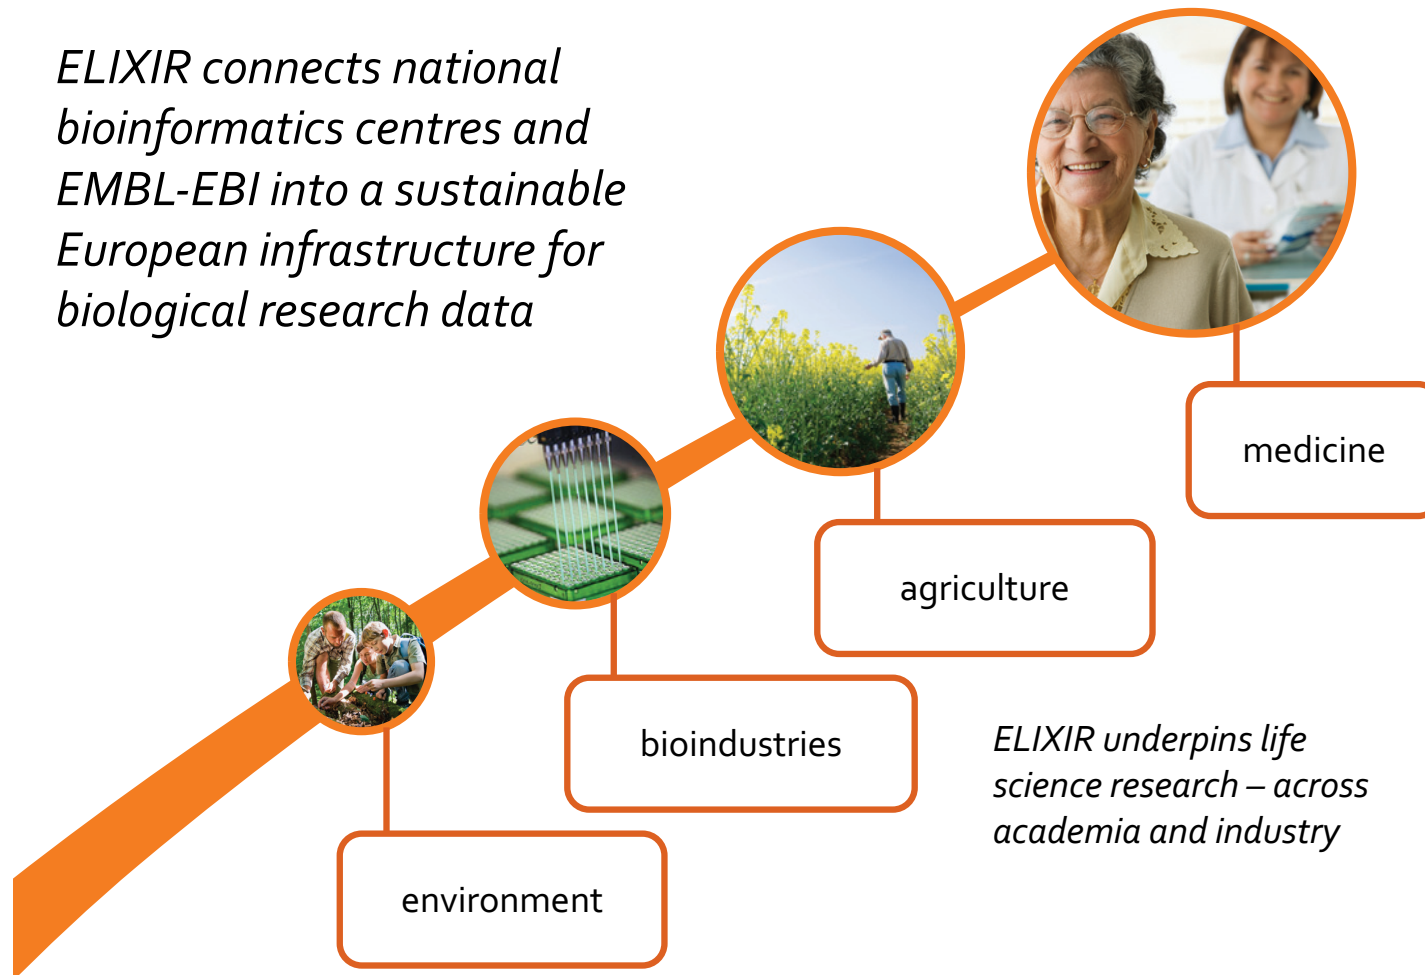 ELIXIR connects national
bioinformatics centres and
EMBL-EBI into a sustainable
European infrastructure for
biological research data
medicine
agriculture
bioindustries
ELIXIR underpins life
science research – across
academia and industry
environment